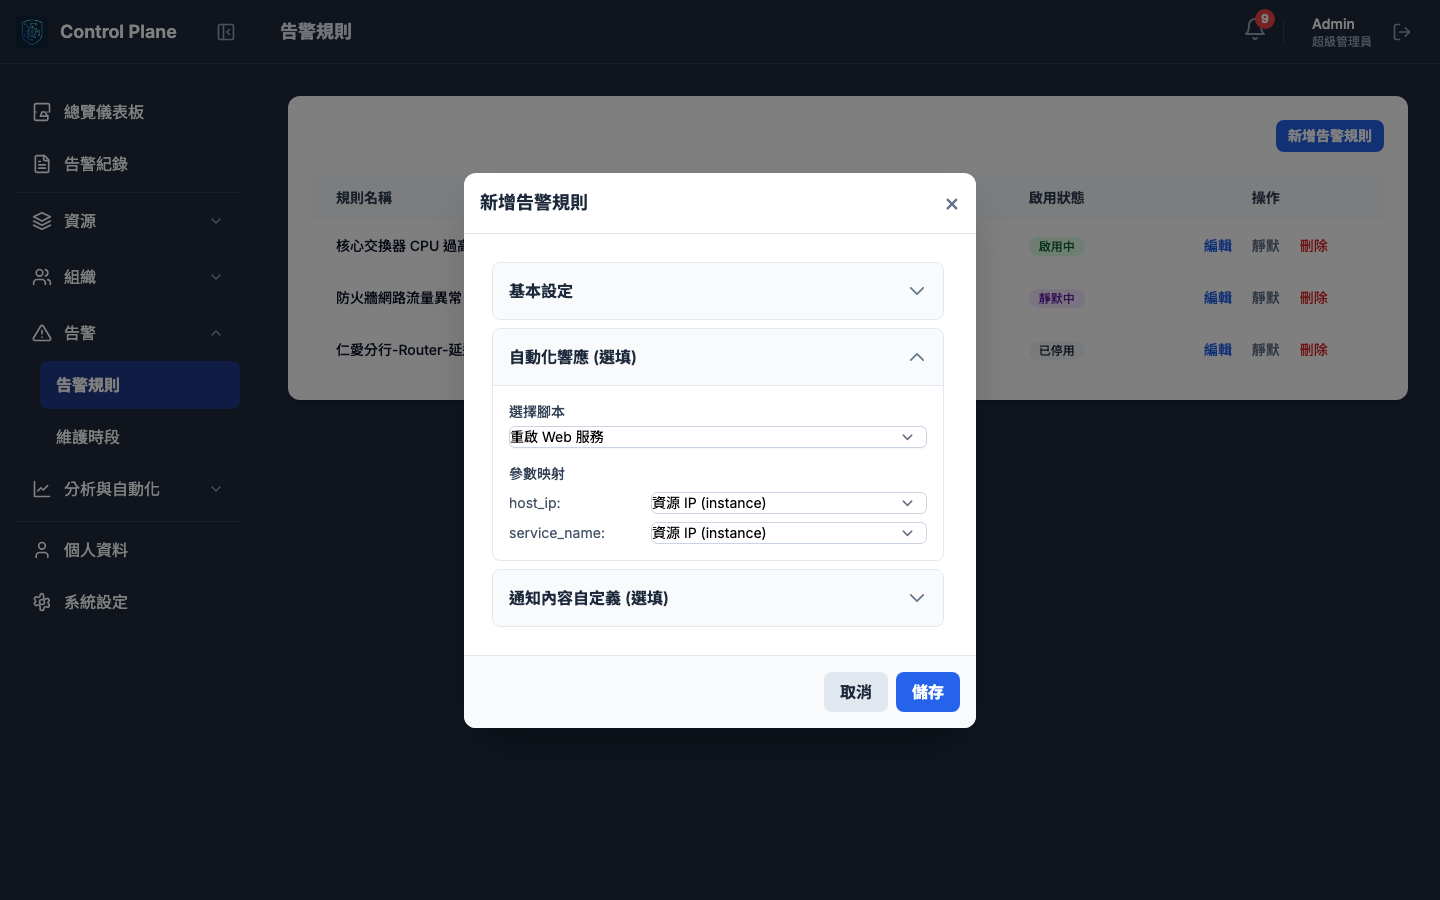 Control Plane
告警規則
9
Admin
超級管理員
總覽儀表板
告警紀錄
資源
組織
告警
告警規則
維護時段
分析與自動化
個人資料
系統設定
新增告警規則
規則名稱
啟用狀態
操作
核心交換器 CPU 過高
啟用中
編輯 靜默 刪除
防火牆網路流量異常
靜默中
編輯 靜默 刪除
仁愛分行-Router-延
已停用
編輯 靜默 刪除
新增告警規則
基本設定
自動化響應 (選填)
選擇腳本
重啟 Web 服務
參數映射
host_ip: 資源 IP (instance)
service_name: 資源 IP (instance)
通知內容自定義 (選填)
取消 儲存